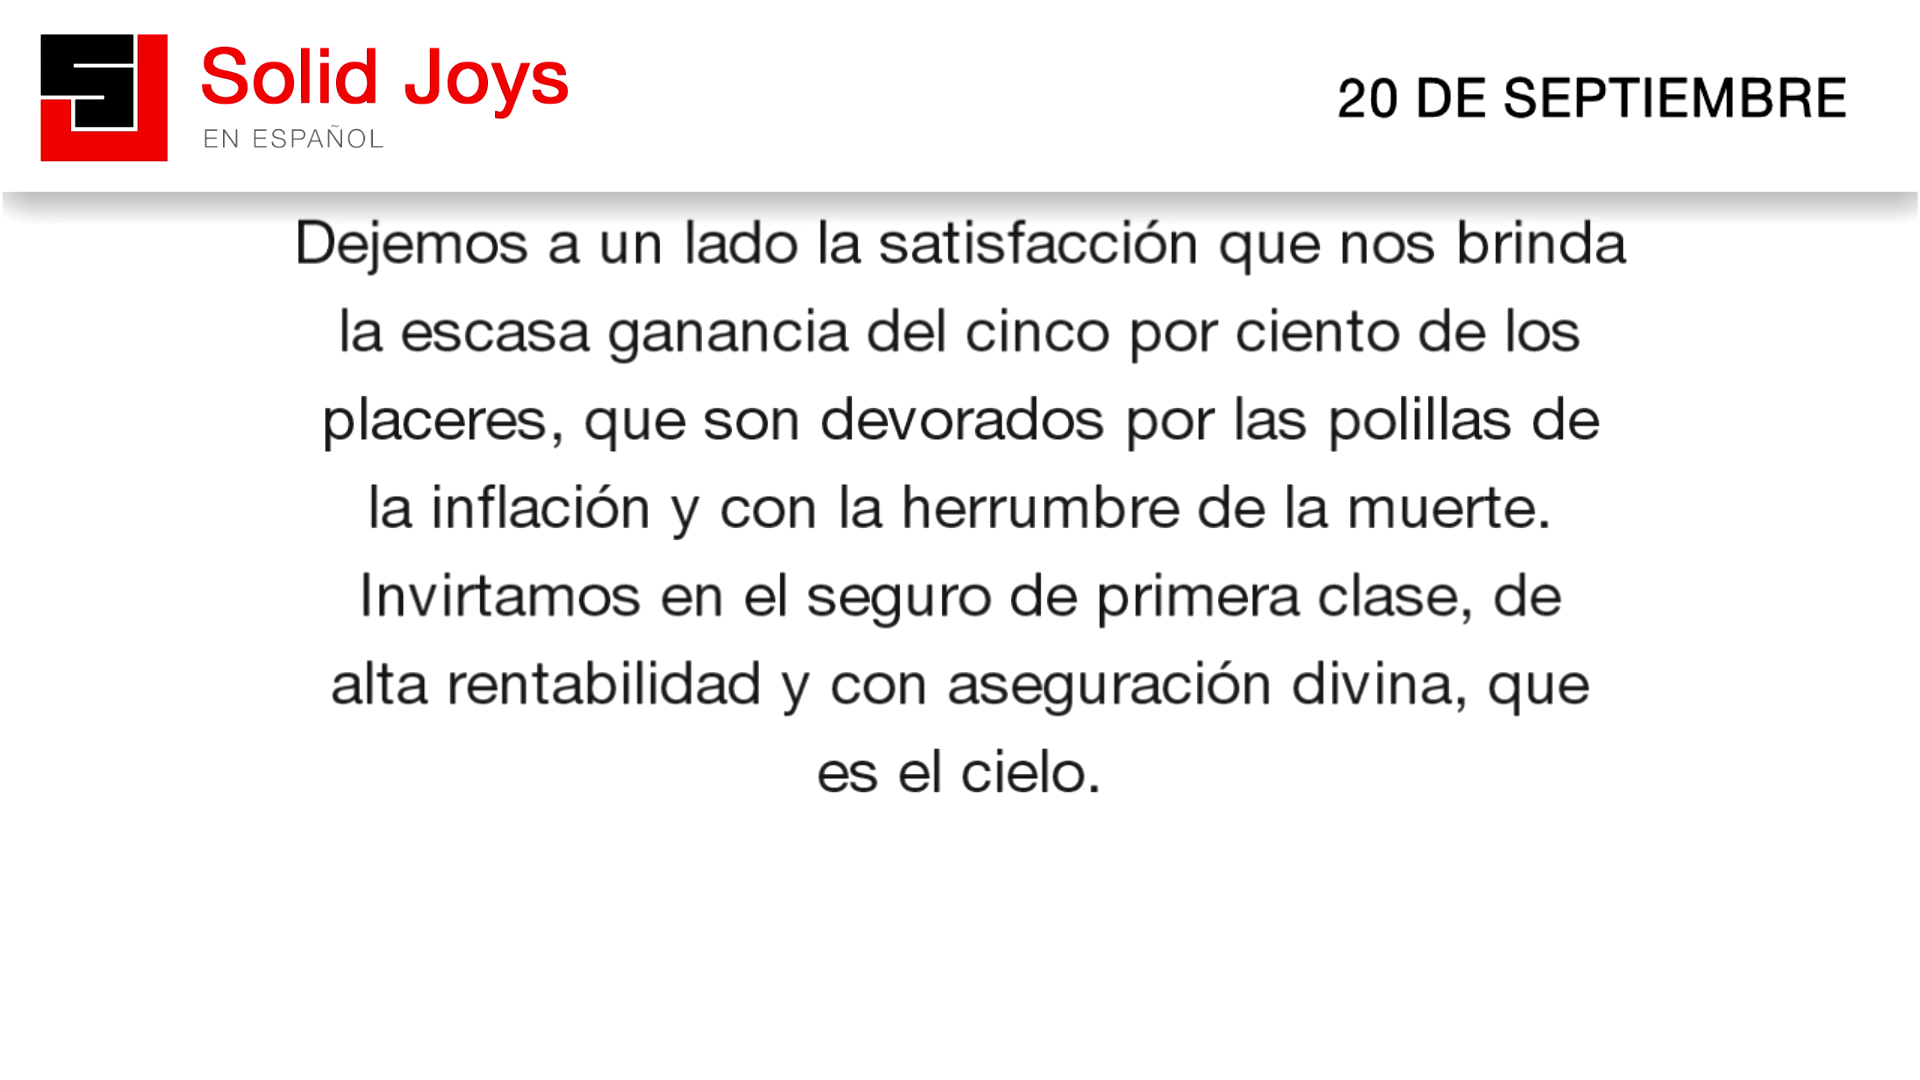 Solid Joys
EN ESPAÑOL
20 DE SEPTIEMBRE
Dejemos a un lado la satisfacción que nos brinda
la escasa ganancia del cinco por ciento de los
placeres, que son devorados por las polillas de
la inflación y con la herrumbre de la muerte.
Invirtamos en el seguro de primera clase, de
alta rentabilidad y con aseguración divina, que
es el cielo.